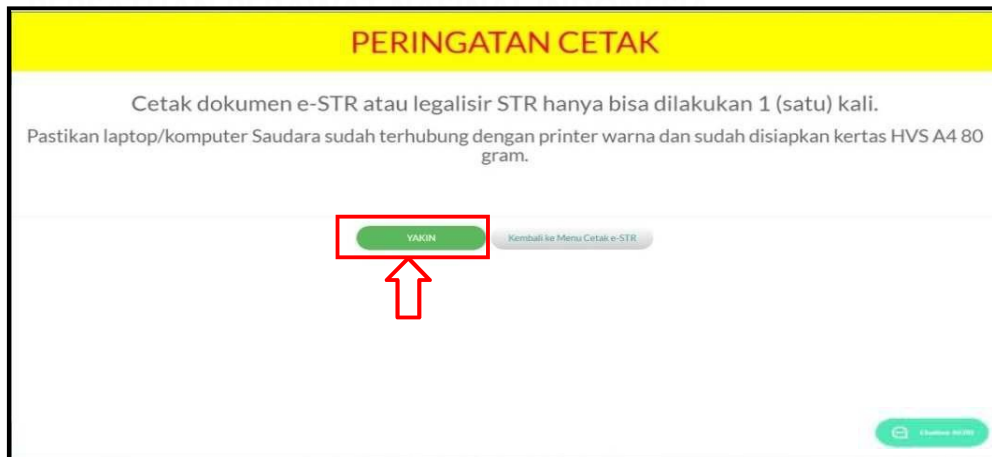 PERINGATAN CETAK
Cetak dokumen e-STR atau legalisir STR hanya bisa dilakukan 1 (satu) kali.
Pastikan laptop/komputer Saudara sudah terhubung dengan printer warna dan sudah disiapkan kertas HVS A4 80
gram.
YAKIN
Kembali ke Menu Cetak e-STR